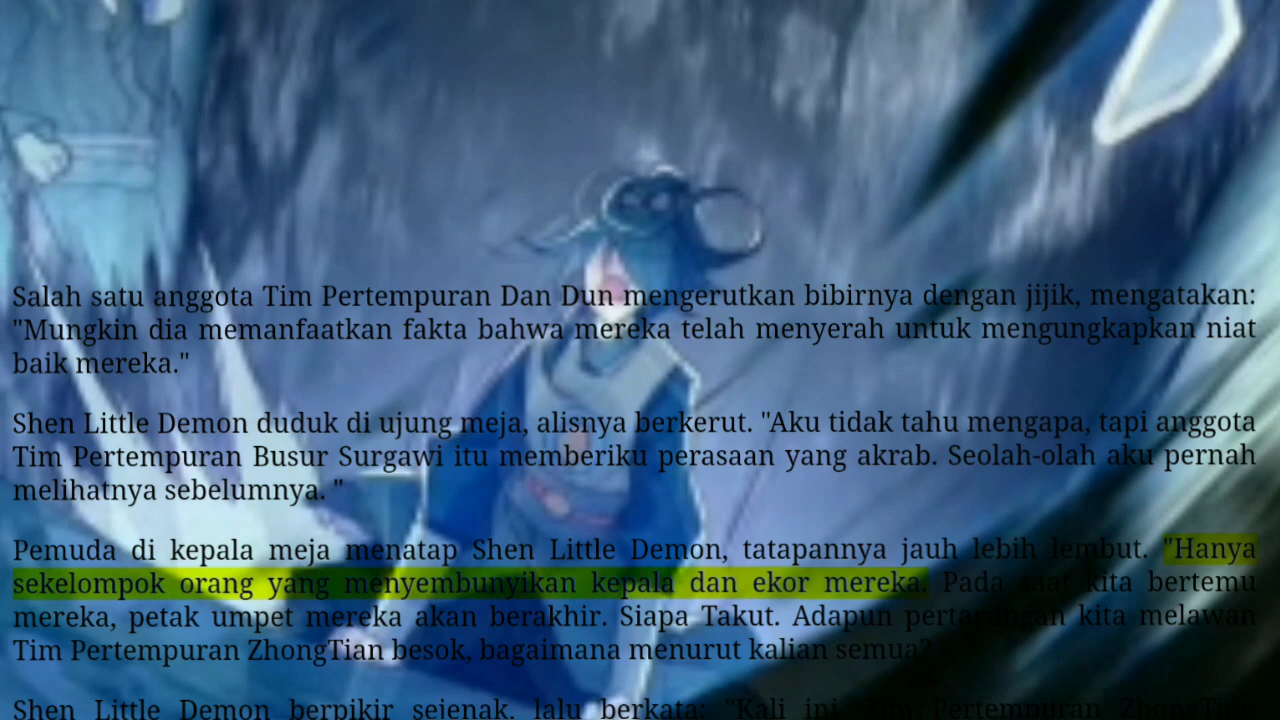 Salah satu anggota Tim Pertempuran Dan Dun mengerutkan bibirnya dengan jijik, mengatakan:
"Mungkin dia memanfaatkan fakta bahwa mereka telah menyerah untuk mengungkapkan niat
baik mereka."
Shen Little Demon duduk di ujung meja, alisnya berkerut. "Aku tidak tahu mengapa, tapi anggota
Tim Pertempuran Busur Surgawi itu memberiku perasaan yang akrab. Seolah-olah aku pernah
melihatnya sebelumnya. "
Pemuda di kepala meja menatap Shen Little Demon, tatapannya jauh lebih lembut. "Hanya
sekelompok orang yang menyembunyikan kepala dan ekor mereka. Pada saat kita bertemu
mereka, petak umpet mereka akan berakhir. Siapa Takut. Adapun pertarungan kita melawan
Tim Pertempuran ZhongTian besok, bagaimana menurut kalian semua?"
Shen Little Demon berpikir sejenak, lalu berkata: "Kali ini, Tim Pertempuran ZhongTian